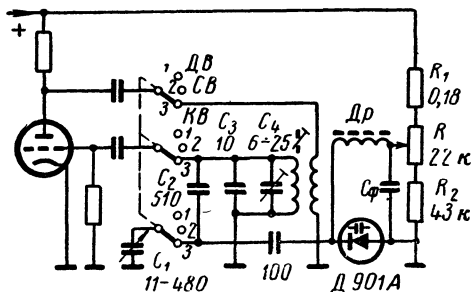 +
1 ДВ
2 СВ
3
КВ
1
2
3
C₃
10
C₄
6÷25
C₂
510
1
2
3
C₁
11-480
100
Др
Cф
Д 901А
R₁
0,18
R
22 к
R₂
43 к